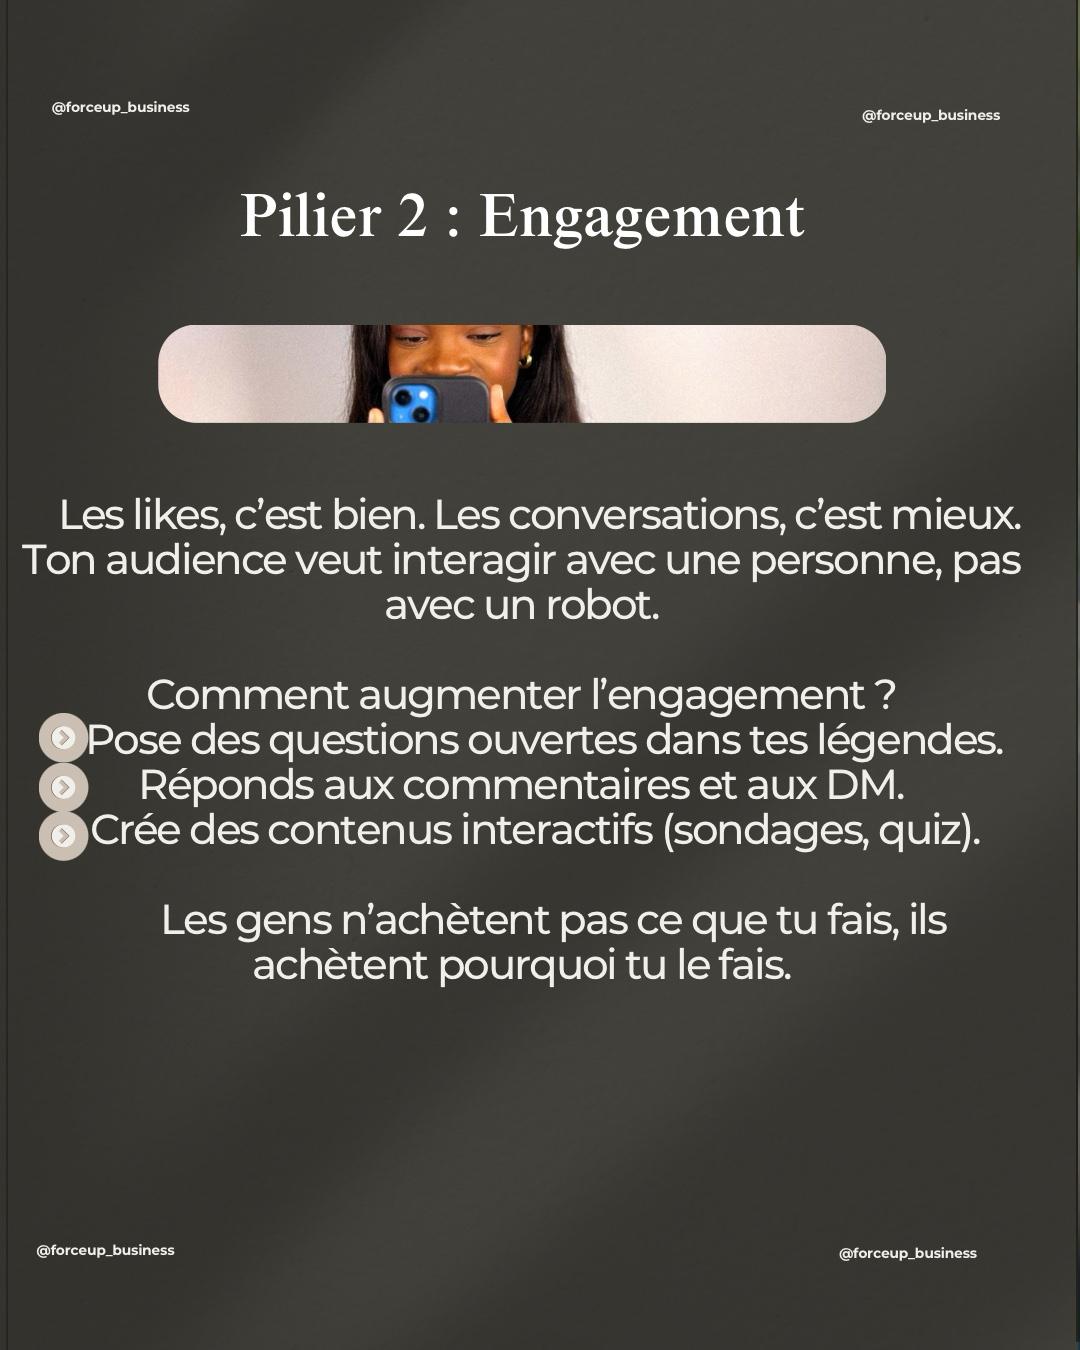 @forceup_business
@forceup_business
Pilier 2 : Engagement
Les likes, c’est bien. Les conversations, c’est mieux.
Ton audience veut interagir avec une personne, pas
avec un robot.
Comment augmenter l’engagement ?
Pose des questions ouvertes dans tes légendes.
Réponds aux commentaires et aux DM.
Crée des contenus interactifs (sondages, quiz).
Les gens n’achètent pas ce que tu fais, ils
achètent pourquoi tu le fais.
@forceup_business
@forceup_business